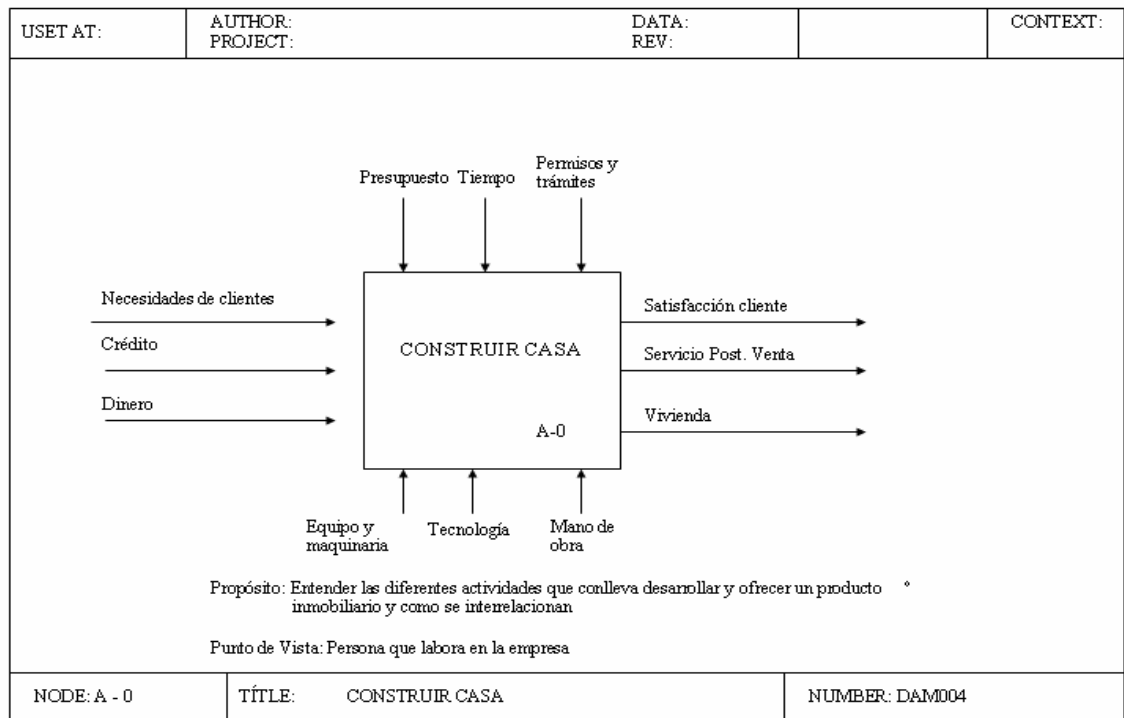 USET AT:
AUTHOR:
PROJECT:
DATA:
REV:
CONTEXT:
Presupuesto
Tiempo
Permisos y
trámites
Necesidades de clientes
Crédito
Dinero
CONSTRUIR CASA
A-0
Satisfacción cliente
Servicio Post. Venta
Vivienda
Equipo y
maquinaria
Tecnología
Mano de
obra
Propósito: Entender las diferentes actividades que conlleva desarrollar y ofrecer un producto °
inmobiliario y como se interrelacionan
Punto de Vista: Persona que labora en la empresa
NODE: A - 0
TÍTLE: CONSTRUIR CASA
NUMBER: DAM004